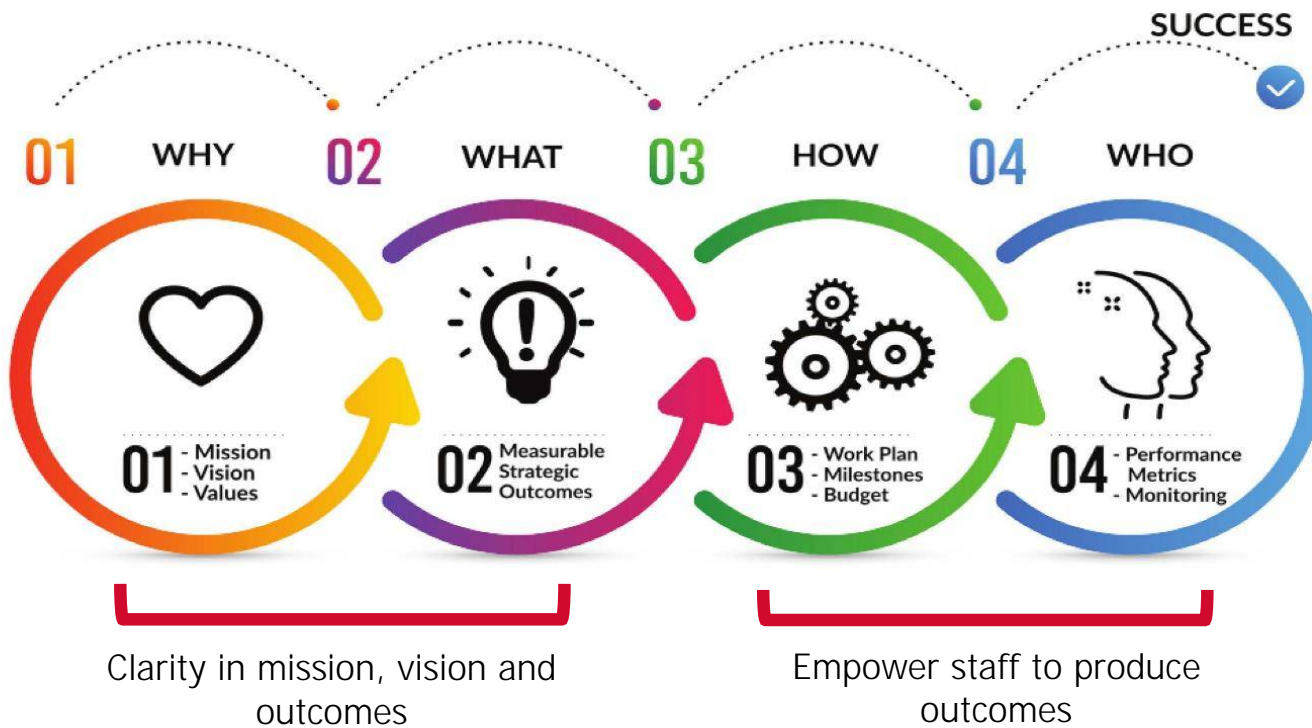 SUCCESS
01 WHY
02 WHAT
03 HOW
04 WHO
01
- Mission
- Vision
- Values
02
Measurable
Strategic
Outcomes
03
- Work Plan
- Milestones
- Budget
04
- Performance
Metrics
- Monitoring
Clarity in mission, vision and
outcomes
Empower staff to produce
outcomes